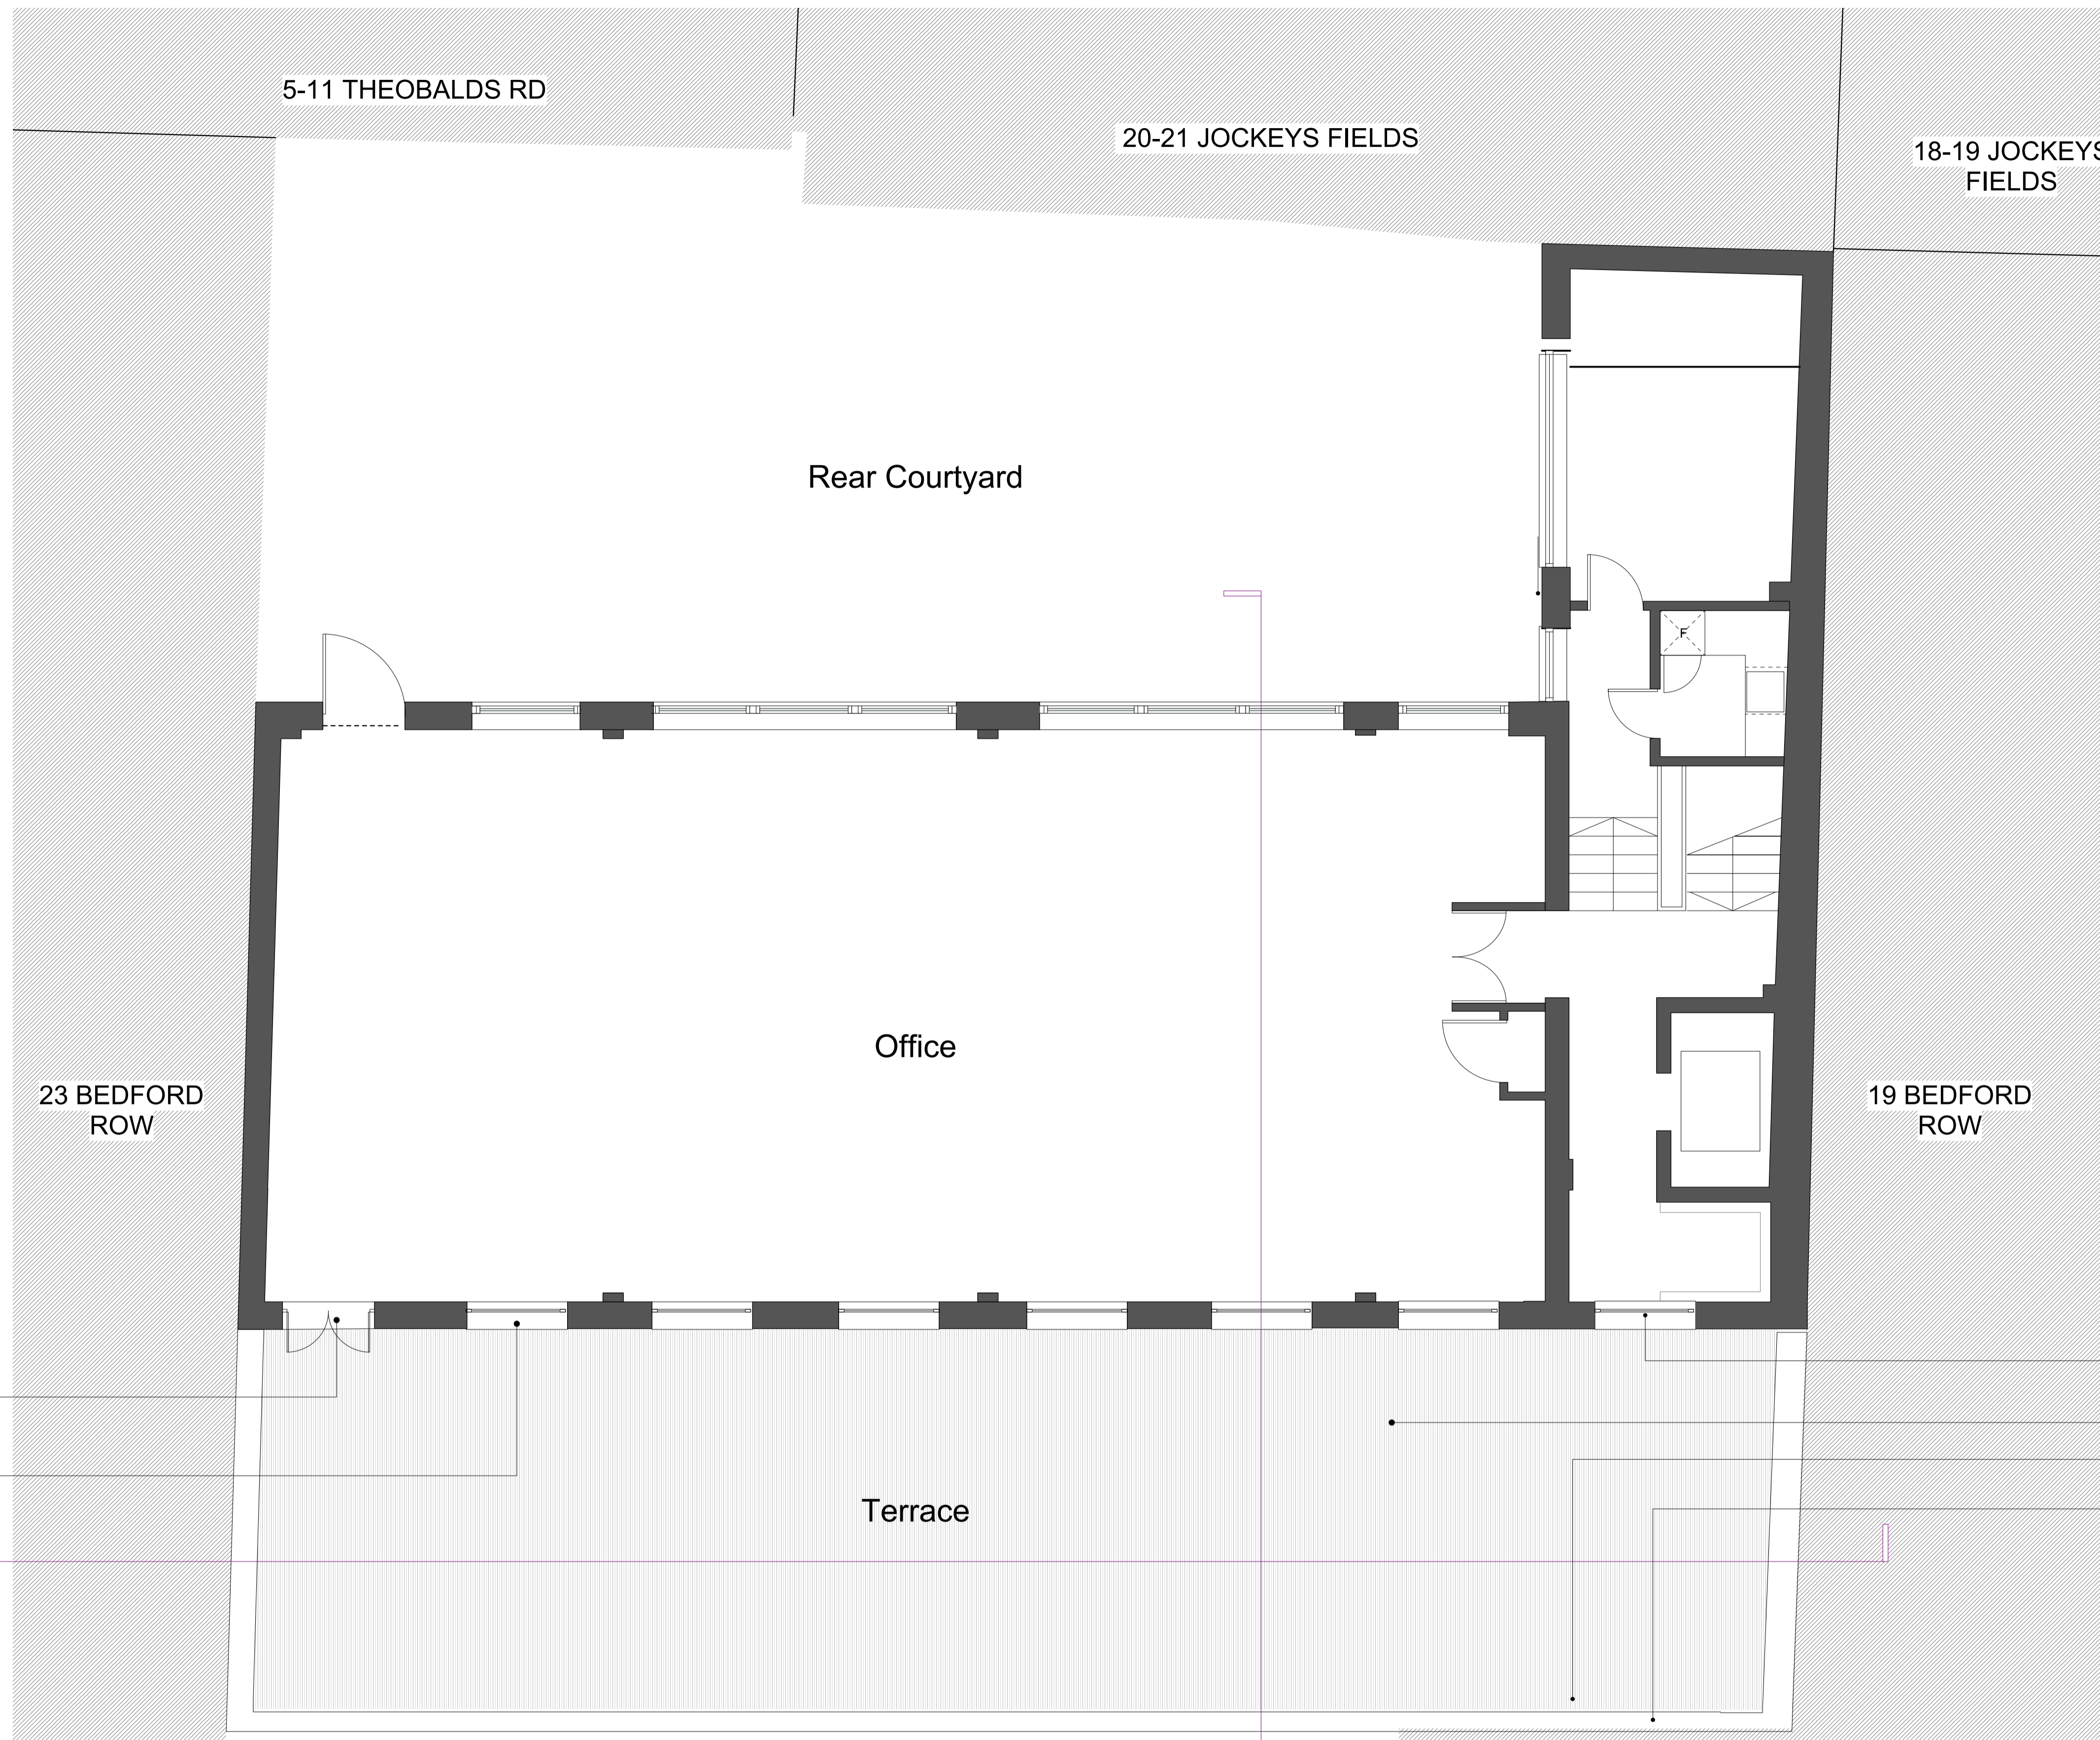 5-11 THEOBALDS RD
20-21 JOCKEYS FIELDS
18-19 JOCKEYS
FIELDS
Rear Courtyard
F
Office
23 BEDFORD
ROW
19 BEDFORD
ROW
Terrace